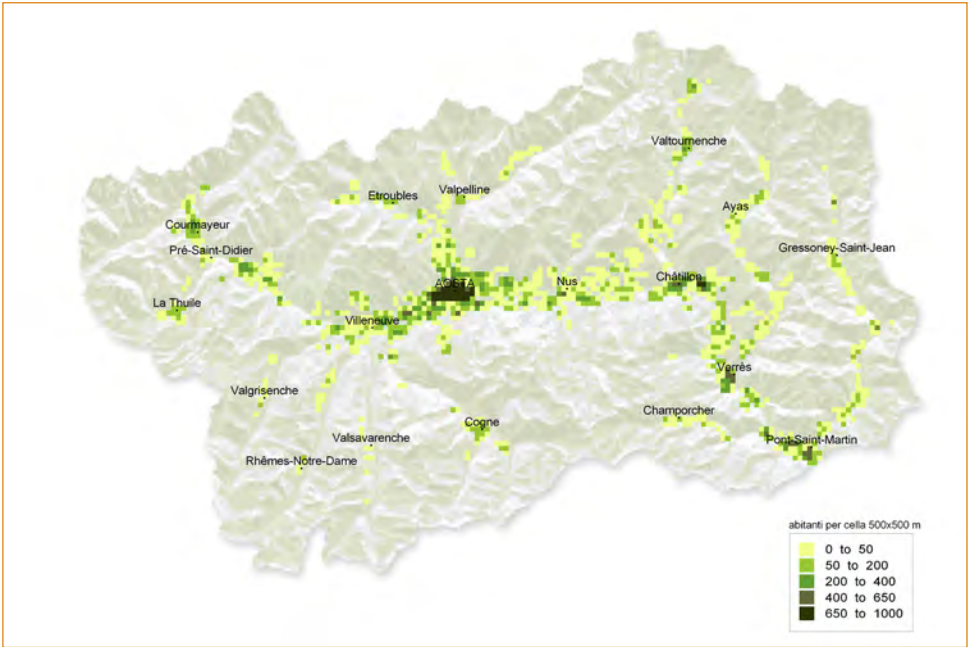 Valtournenche
Etroubles
Valpelline
Ayas
Courmayeur
Pré-Saint-Didier
Gressoney-Saint-Jean
AOSTA
Nus
Châtillon
La Thuile
Villeneuve
Verrès
Valgrisenche
Champorcher
Cogne
Valsavarenche
Pont-Saint-Martin
Rhêmes-Notre-Dame
abitanti per cella 500x500 m
0 to 50
50 to 200
200 to 400
400 to 650
650 to 1000